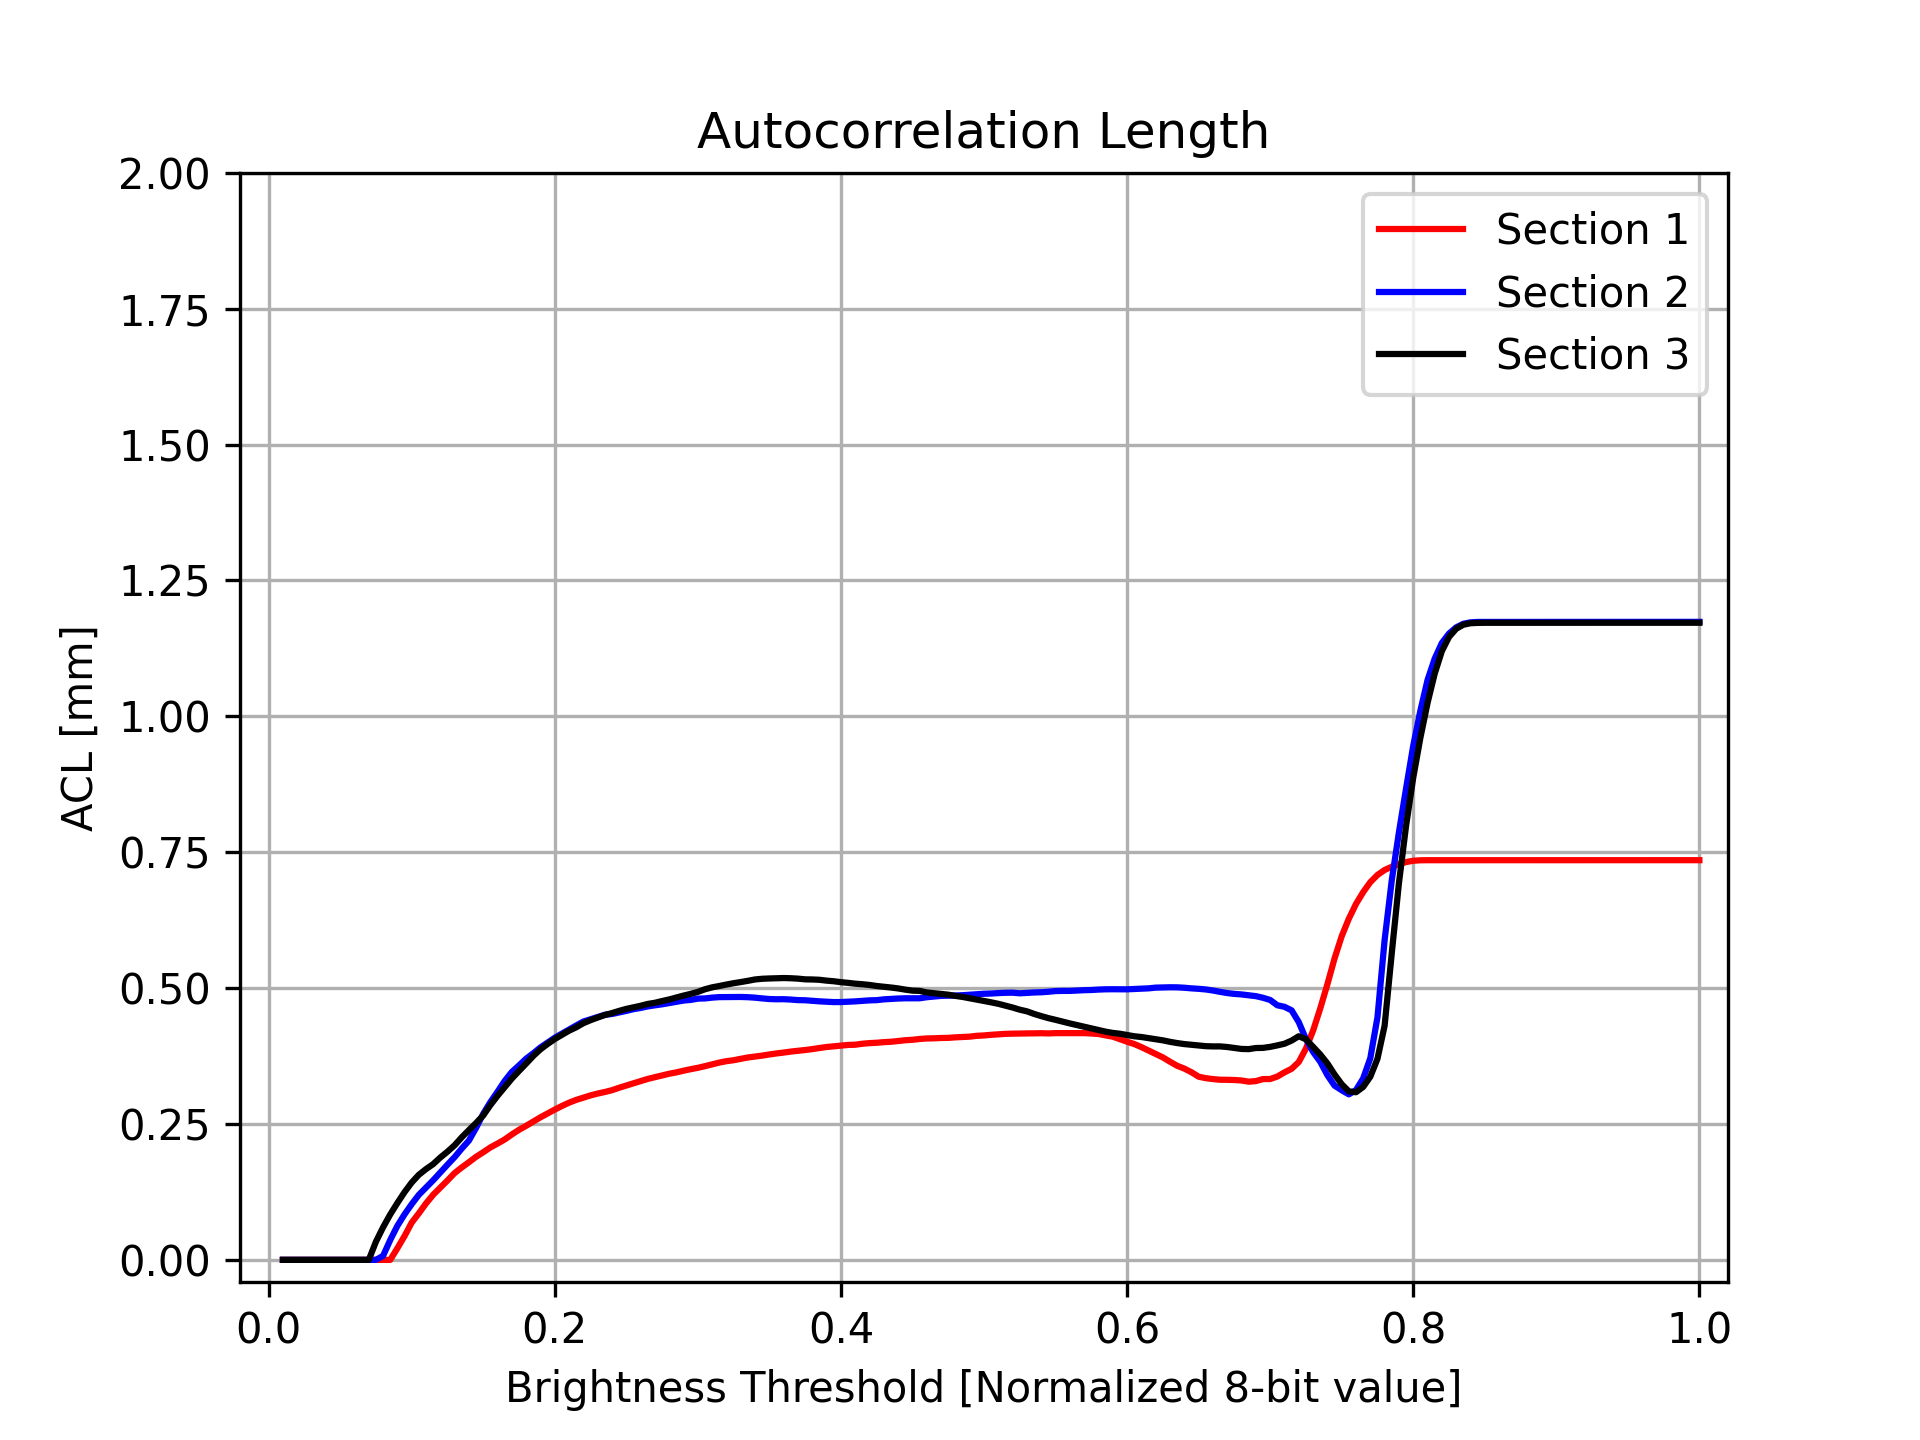 Autocorrelation Length
2.00
1.75
1.50
1.25
1.00
0.75
0.50
0.25
0.00
ACL [mm]
Section 1
Section 2
Section 3
0.0 0.2 0.4 0.6 0.8 1.0
Brightness Threshold [Normalized 8-bit value]